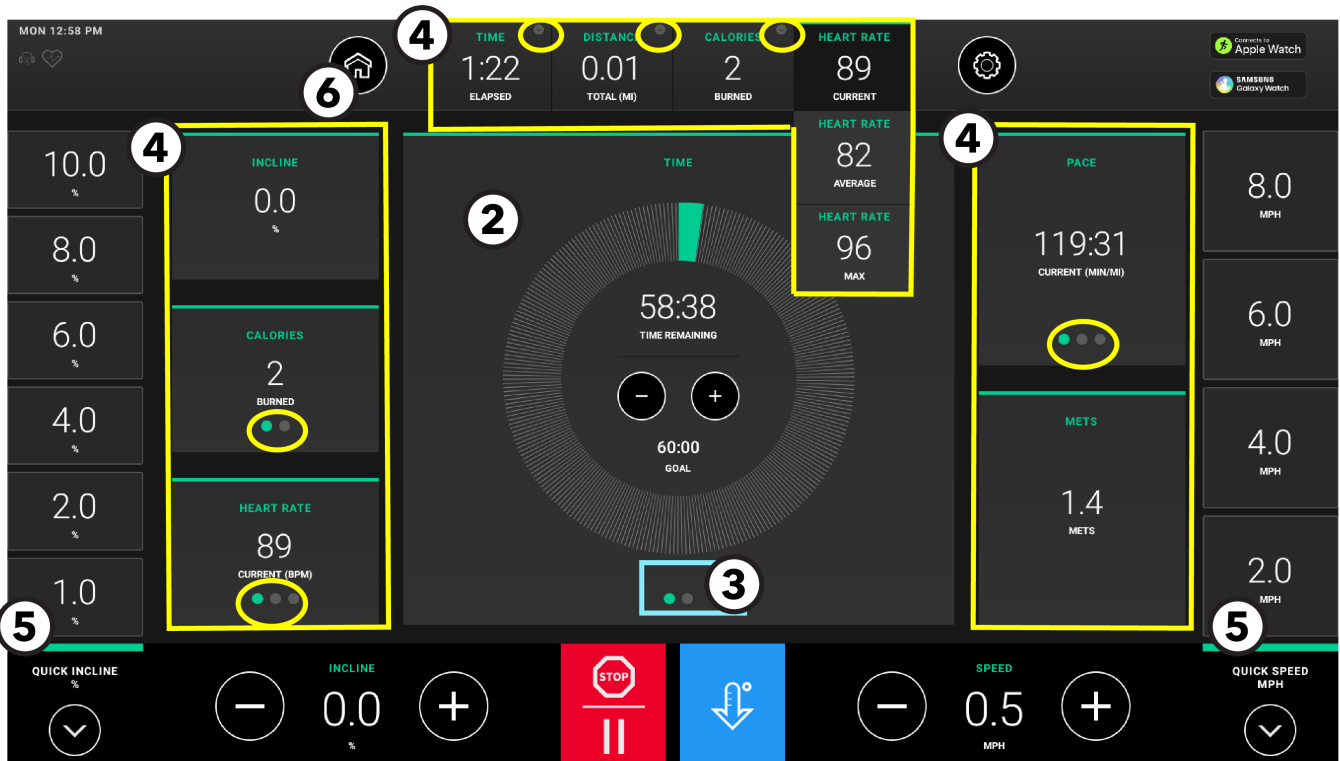 MON 12:58 PM
4
TIME
1:22
ELAPSED
DISTANCE
0.01
TOTAL (MI)
CALORIES
2
BURNED
HEART RATE
89
CURRENT
HEART RATE
82
AVERAGE
HEART RATE
96
MAX
Connects to
Apple Watch
SAMSUNG
Galaxy Watch
6
10.0
%
8.0
%
6.0
%
4.0
%
2.0
%
1.0
%
4
INCLINE
0.0
%
CALORIES
2
BURNED
HEART RATE
89
CURRENT (BPM)
2
TIME
58:38
TIME REMAINING
−
+
60:00
GOAL
3
4
PACE
119:31
CURRENT (MIN/MI)
METS
1.4
METS
8.0
MPH
6.0
MPH
4.0
MPH
2.0
MPH
5
QUICK INCLINE
%
−
INCLINE
0.0
%
+
STOP
−
SPEED
0.5
MPH
+
5
QUICK SPEED
MPH